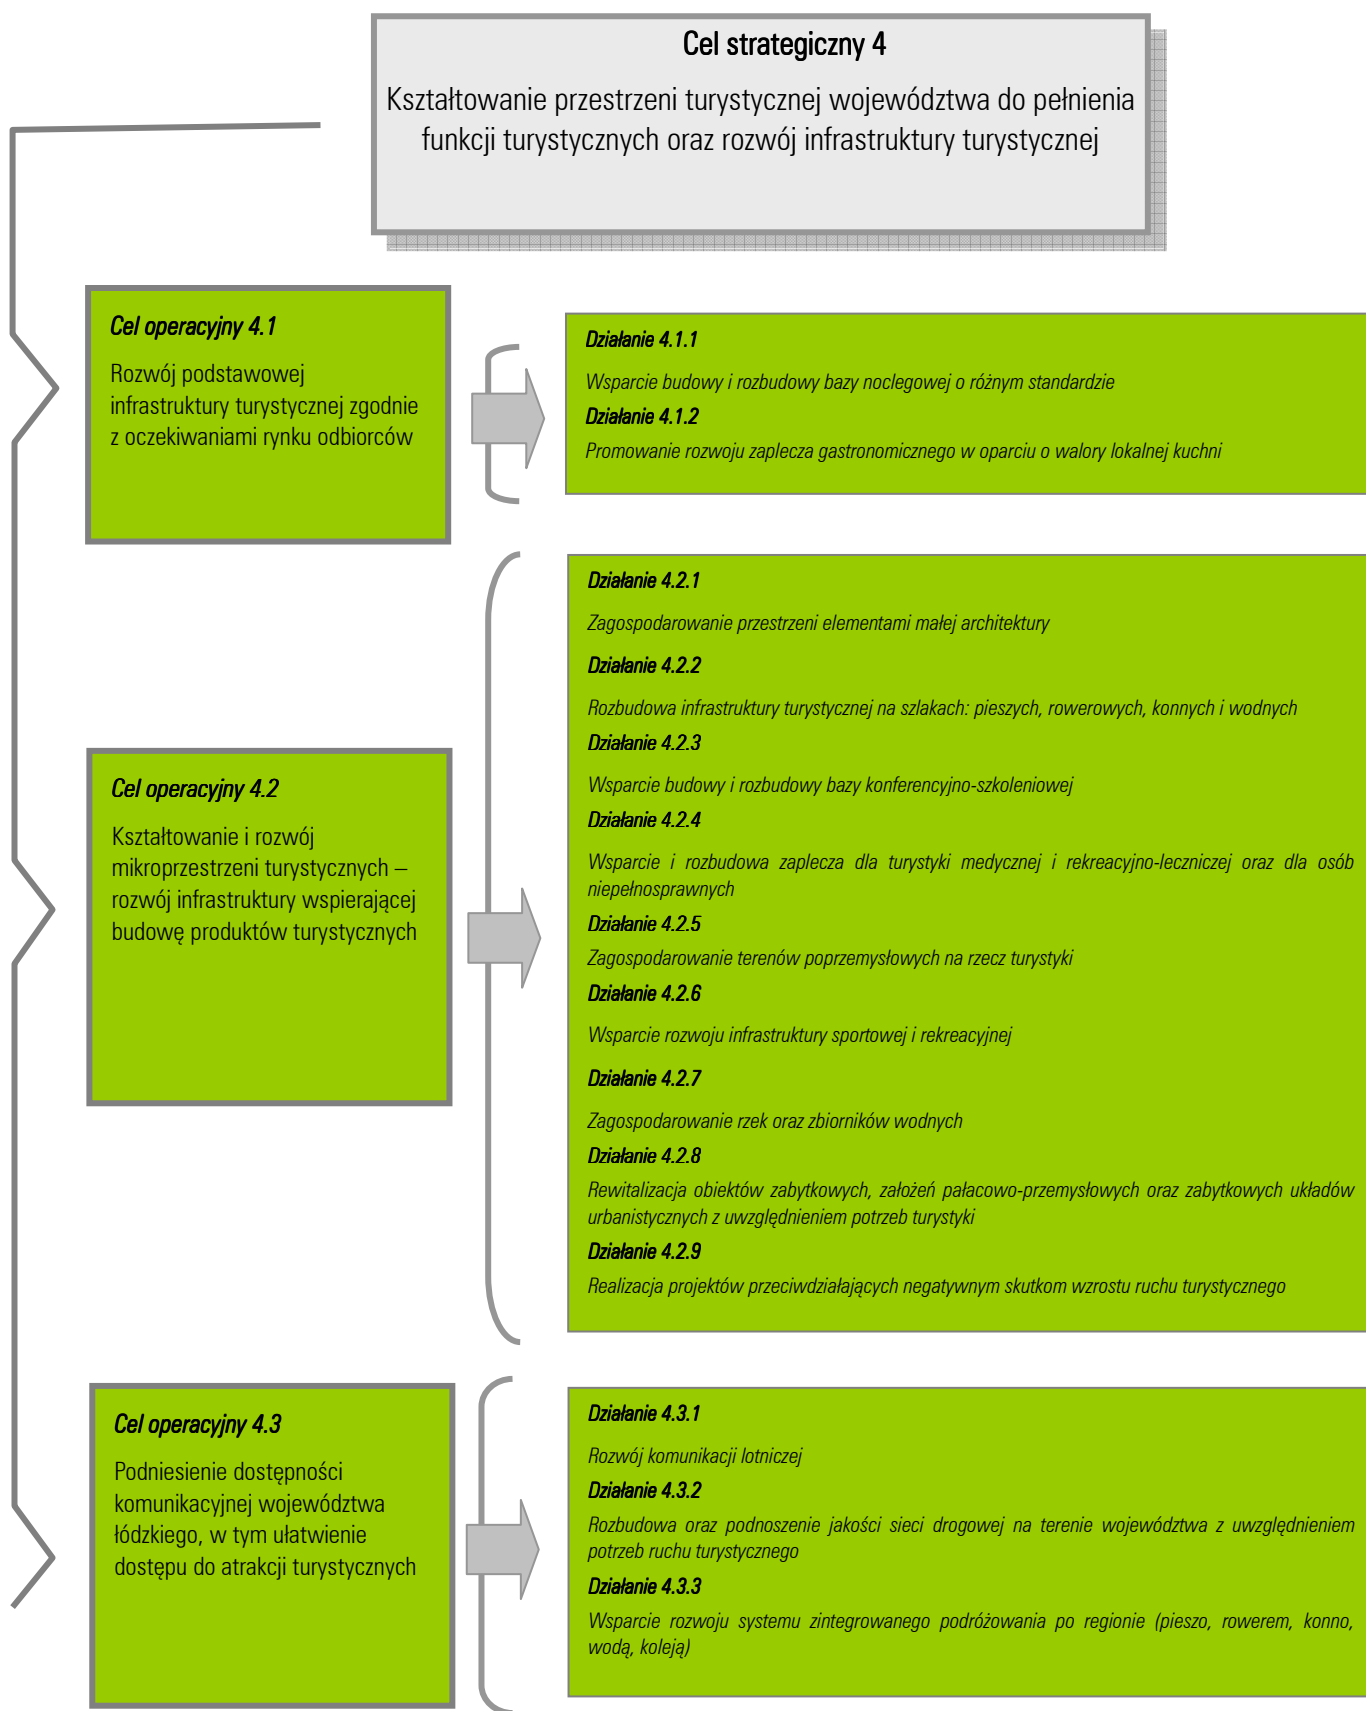 Cel strategiczny 4
Kształtowanie przestrzeni turystycznej województwa do pełnienia
funkcji turystycznych oraz rozwój infrastruktury turystycznej
Cel operacyjny 4.1
Rozwój podstawowej
infrastruktury turystycznej zgodnie
z oczekiwaniami rynku odbiorców
Działanie 4.1.1
Wsparcie budowy i rozbudowy bazy noclegowej o różnym standardzie
Działanie 4.1.2
Promowanie rozwoju zaplecza gastronomicznego w oparciu o walory lokalnej kuchni
Cel operacyjny 4.2
Kształtowanie i rozwój
mikroprzestrzeni turystycznych –
rozwój infrastruktury wspierającej
budowę produktów turystycznych
Działanie 4.2.1
Zagospodarowanie przestrzeni elementami małej architektury
Działanie 4.2.2
Rozbudowa infrastruktury turystycznej na szlakach: pieszych, rowerowych, konnych i wodnych
Działanie 4.2.3
Wsparcie budowy i rozbudowy bazy konferencyjno-szkoleniowej
Działanie 4.2.4
Wsparcie i rozbudowa zaplecza dla turystyki medycznej i rekreacyjno-leczniczej oraz dla osób
niepełnosprawnych
Działanie 4.2.5
Zagospodarowanie terenów poprzemysłowych na rzecz turystyki
Działanie 4.2.6
Wsparcie rozwoju infrastruktury sportowej i rekreacyjnej
Działanie 4.2.7
Zagospodarowanie rzek oraz zbiorników wodnych
Działanie 4.2.8
Rewitalizacja obiektów zabytkowych, założeń pałacowo-przemysłowych oraz zabytkowych układów
urbanistycznych z uwzględnieniem potrzeb turystyki
Działanie 4.2.9
Realizacja projektów przeciwdziałających negatywnym skutkom wzrostu ruchu turystycznego
Cel operacyjny 4.3
Podniesienie dostępności
komunikacyjnej województwa
łódzkiego, w tym ułatwienie
dostępu do atrakcji turystycznych
Działanie 4.3.1
Rozwój komunikacji lotniczej
Działanie 4.3.2
Rozbudowa oraz podnoszenie jakości sieci drogowej na terenie województwa z uwzględnieniem
potrzeb ruchu turystycznego
Działanie 4.3.3
Wsparcie rozwoju systemu zintegrowanego podróżowania po regionie (pieszo, rowerem, konno,
wodą, koleją)